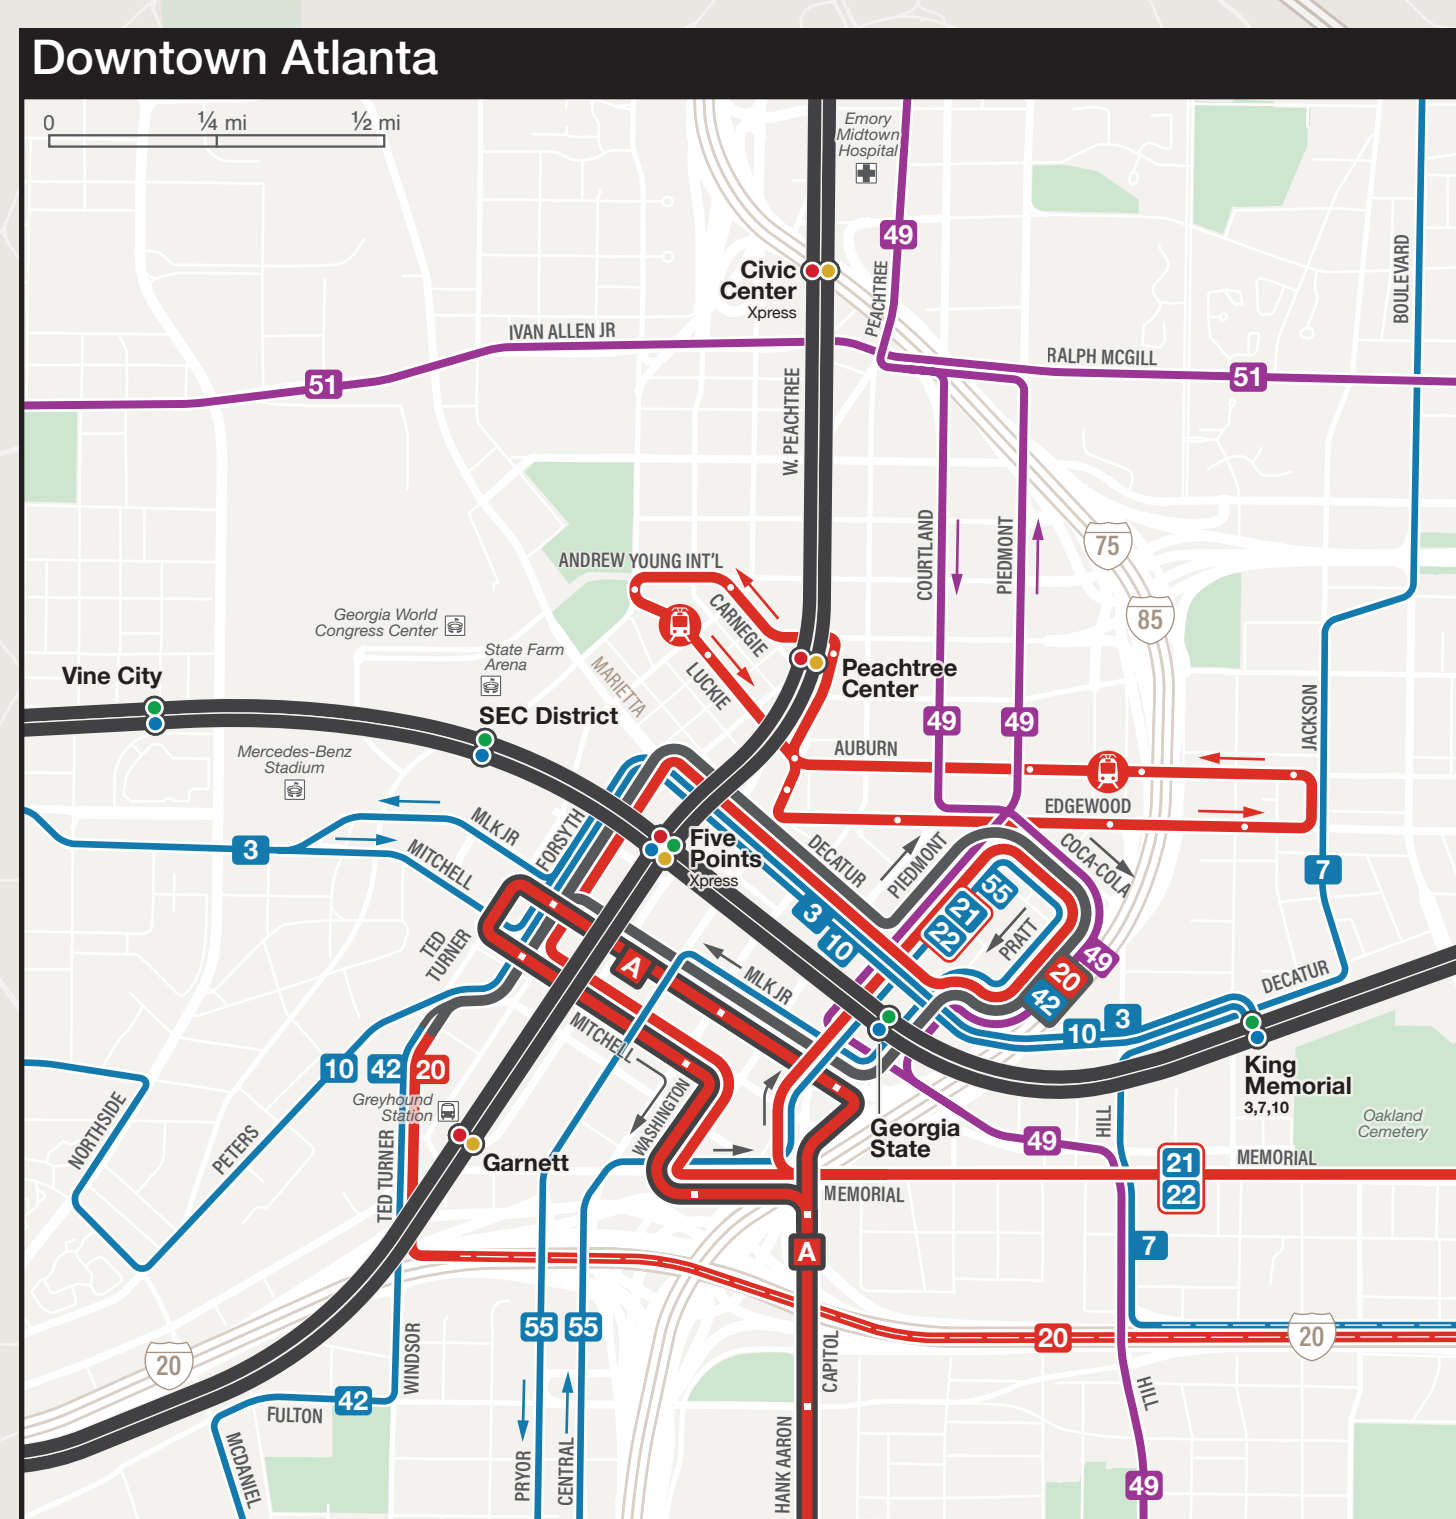 Downtown Atlanta
0
¼ mi
½ mi
Emory
Midtown
Hospital
49
PEACHTREE
BOULEVARD
Civic
Center
Xpress
IVAN ALLEN JR
51
RALPH MCGILL
51
W. PEACHTREE
COURTLAND
PIEDMONT
75
85
ANDREW YOUNG INT'L
CARNEGIE
LUCKIE
MARIETTA
Georgia World
Congress Center
State Farm
Arena
Vine City
SEC District
Mercedes-Benz
Stadium
Peachtree
Center
49
49
AUBURN
EDGEWOOD
JACKSON
7
3
MLK JR
MITCHELL
FORSYTH
Five
Points
Xpress
DECATUR
PIEDMONT
COCA-COLA
3
10
55
21
22
PRATT
49
20
42
TED
TURNER
A
MLK JR
MITCHELL
WASHINGTON
DECATUR
10
3
King
Memorial
3,7,10
Oakland
Cemetery
10
42
20
Greyhound
Station
NORTHSIDE
PETERS
TED TURNER
Garnett
Georgia
State
49
HILL
21
22
MEMORIAL
MEMORIAL
7
A
55
55
20
20
20
WINDSOR
42
FULTON
MCDANIEL
PRYOR
CENTRAL
CAPITOL
HANK AARON
HILL
49